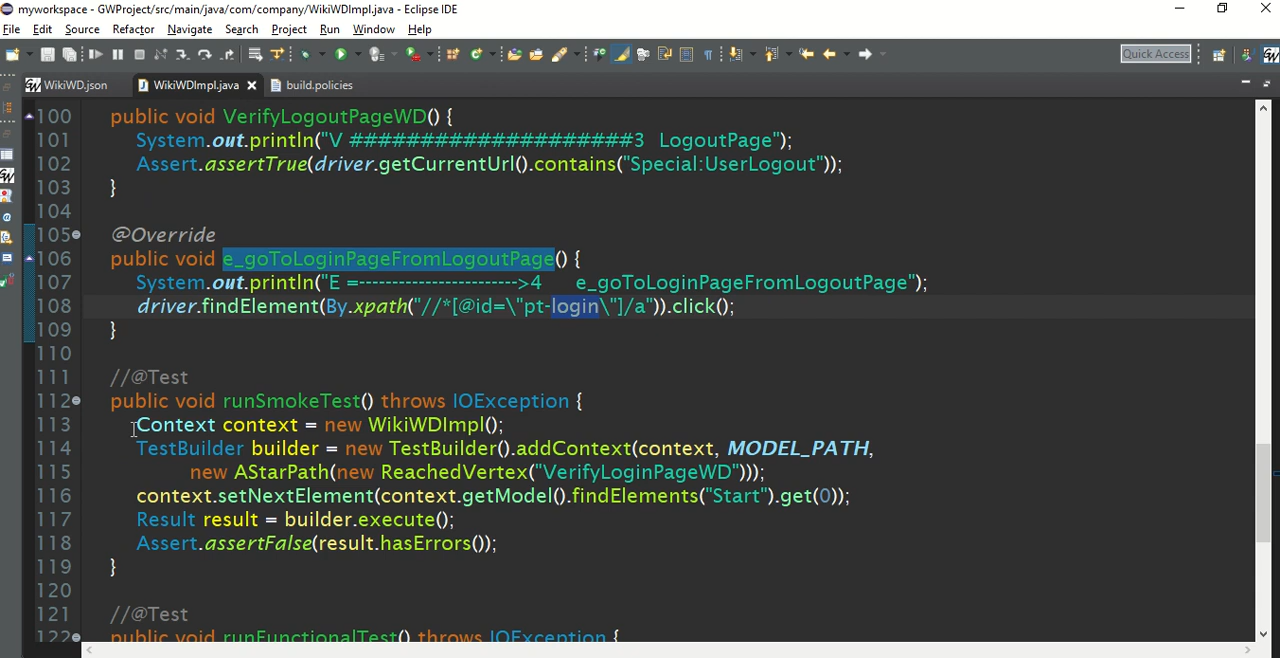 myworkspace - GWProject/src/main/java/com/company/WikiWDImpl.java - Eclipse IDE
File Edit Source Refactor Navigate Search Project Run Window Help
Quick Access
WikiWD.json WikiWDImpl.java build.policies
100 public void VerifyLogoutPageWD() {
101 System.out.println("V ####################3 LogoutPage");
102 Assert.assertTrue(driver.getCurrentUrl().contains("Special:UserLogout"));
103 }
104
105 @Override
106 public void e_goToLoginPageFromLogoutPage() {
107 System.out.println("E =----------------------->4 e_goToLoginPageFromLogoutPage");
108 driver.findElement(By.xpath("//*[@id=\"pt-login\"]/a")).click();
109 }
110
111 //@Test
112 public void runSmokeTest() throws IOException {
113 Context context = new WikiWDImpl();
114 TestBuilder builder = new TestBuilder().addContext(context, MODEL_PATH,
115 new AStarPath(new ReachedVertex("VerifyLoginPageWD")));
116 context.setNextElement(context.getModel().findElements("Start").get(0));
117 Result result = builder.execute();
118 Assert.assertFalse(result.hasErrors());
119 }
120
121 //@Test
122 public void runFunctionalTest() throws IOException {